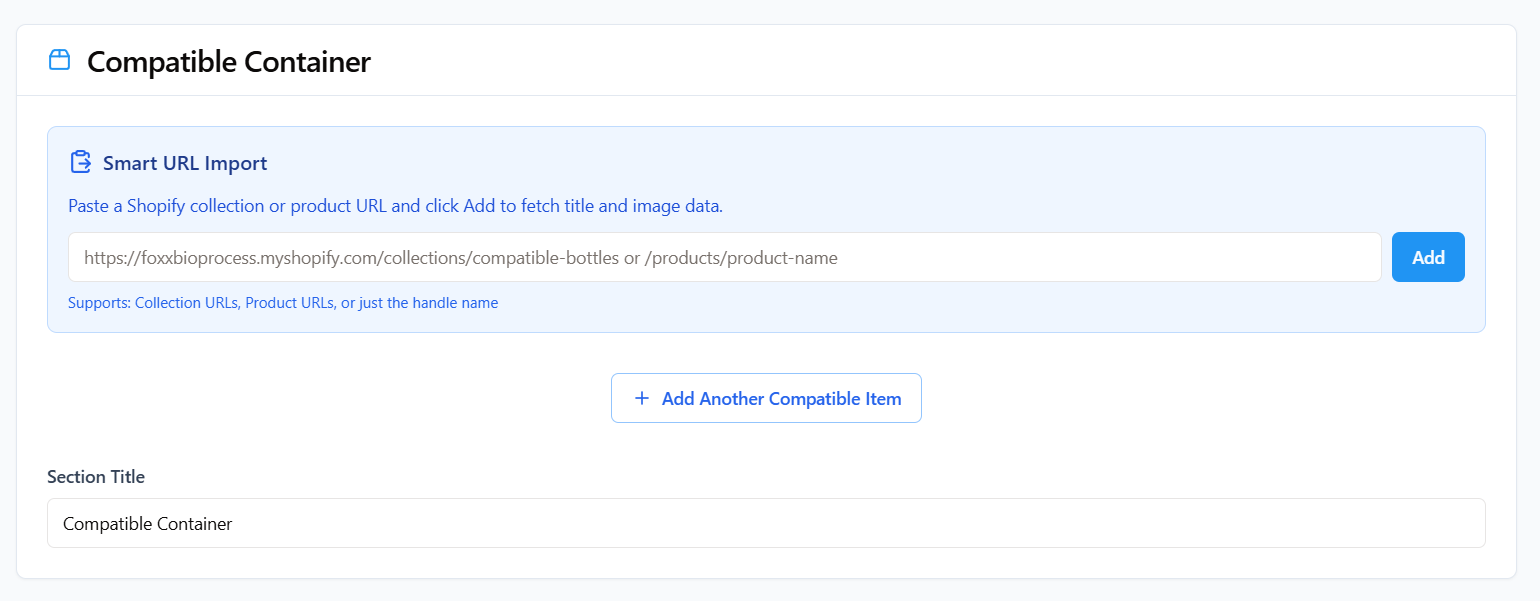 Compatible Container
Smart URL Import
Paste a Shopify collection or product URL and click Add to fetch title and image data.
https://foxxbioprocess.myshopify.com/collections/compatible-bottles or /products/product-name
Add
Supports: Collection URLs, Product URLs, or just the handle name
+ Add Another Compatible Item
Section Title
Compatible Container